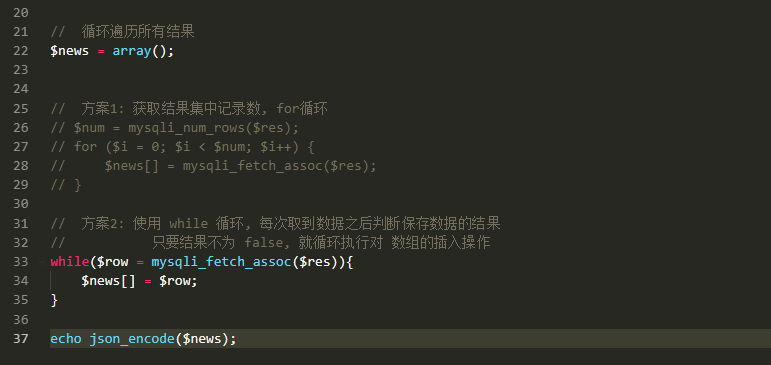 20
21 // 循环遍历所有结果
22 $news = array();
23
24
25 // 方案1: 获取结果集中记录数, for循环
26 // $num = mysqli_num_rows($res);
27 // for ($i = 0; $i < $num; $i++) {
28 //     $news[] = mysqli_fetch_assoc($res);
29 // }
30
31 // 方案2: 使用 while 循环, 每次取到数据之后判断保存数据的结果
32 //           只要结果不为 false, 就循环执行对 数组的插入操作
33 while($row = mysqli_fetch_assoc($res)){
34     $news[] = $row;
35 }
36
37 echo json_encode($news);